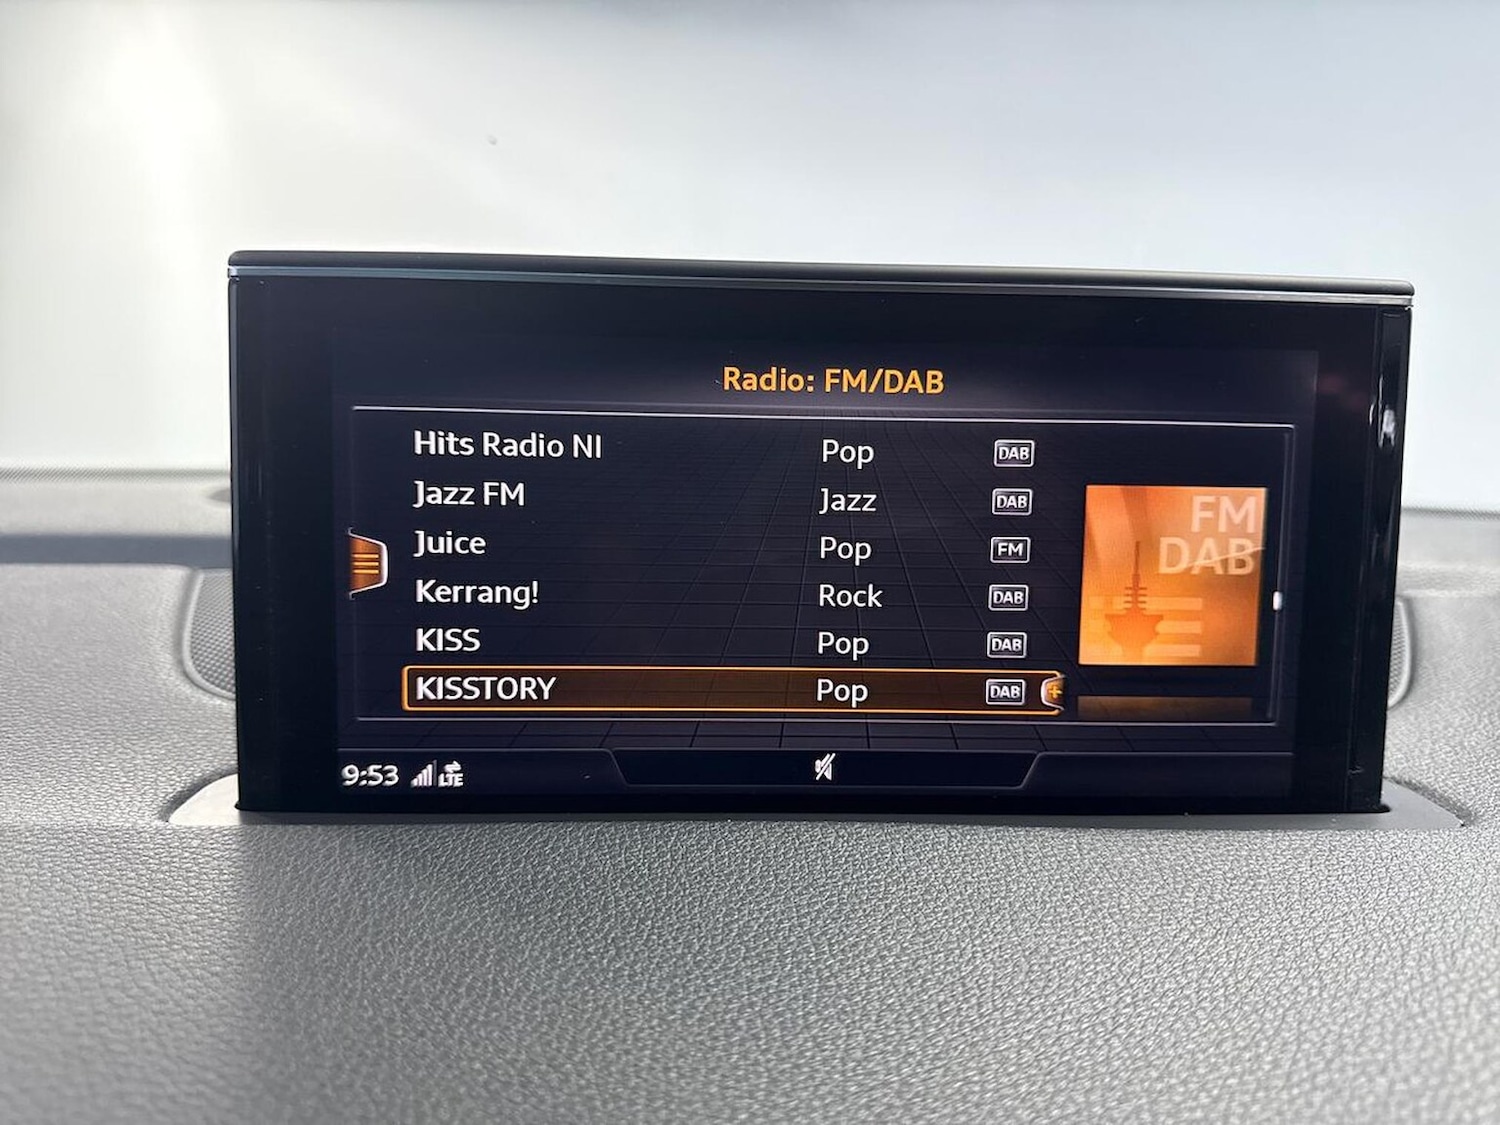 Radio: FM/DAB
Hits Radio NI Pop DAB
Jazz FM Jazz DAB
Juice Pop FM
Kerrang! Rock DAB
KISS Pop DAB
KISSTORY Pop DAB
FM
DAB
9:53 LTE